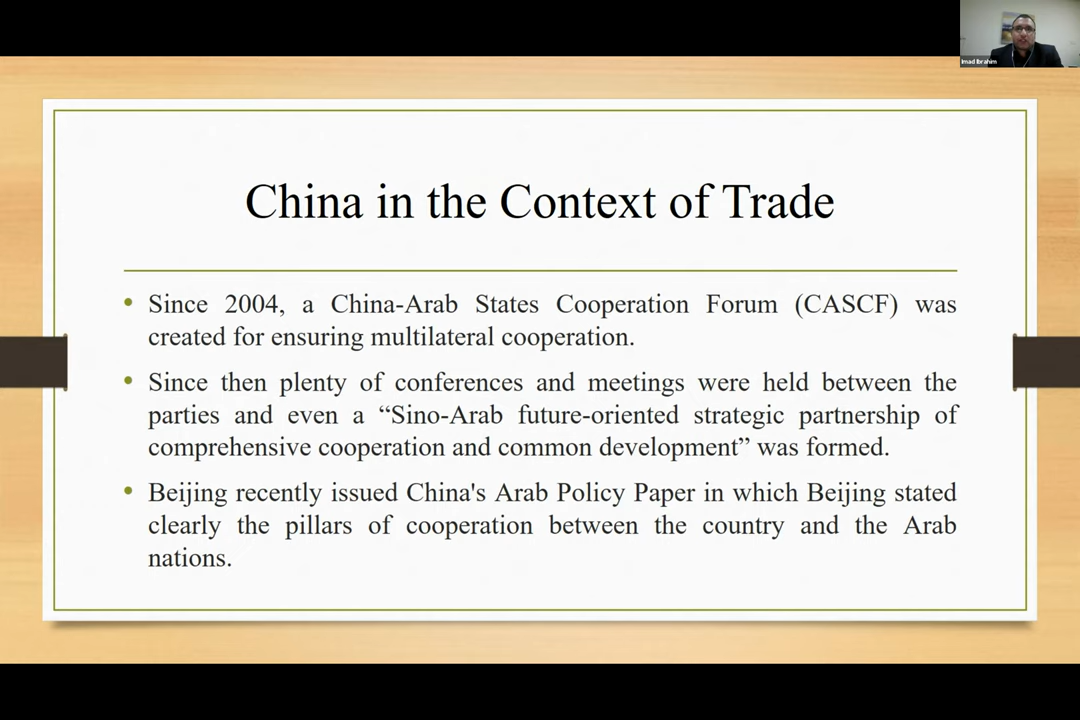 Imad Ibrahim
China in the Context of Trade
• Since 2004, a China-Arab States Cooperation Forum (CASCF) was
created for ensuring multilateral cooperation.
• Since then plenty of conferences and meetings were held between the
parties and even a “Sino-Arab future-oriented strategic partnership of
comprehensive cooperation and common development” was formed.
• Beijing recently issued China's Arab Policy Paper in which Beijing stated
clearly the pillars of cooperation between the country and the Arab
nations.